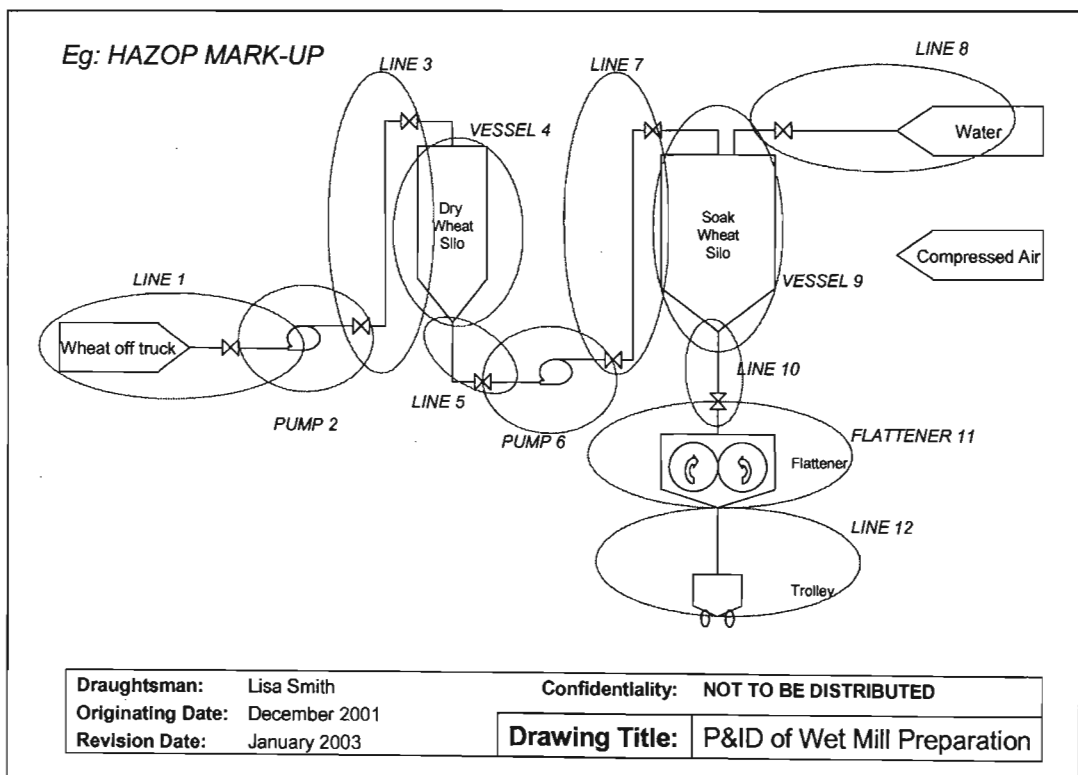 Eg: HAZOP MARK-UP
LINE 3
LINE 7
LINE 8
VESSEL 4
Water
Dry
Wheat
Silo
Soak
Wheat
Silo
Compressed Air
LINE 1
VESSEL 9
Wheat off truck
LINE 10
LINE 5
PUMP 2
PUMP 6
FLATTENER 11
Flattener
LINE 12
Trolley
Draughtsman: Lisa Smith
Confidentiality: NOT TO BE DISTRIBUTED
Originating Date: December 2001
Revision Date: January 2003
Drawing Title: P&ID of Wet Mill Preparation